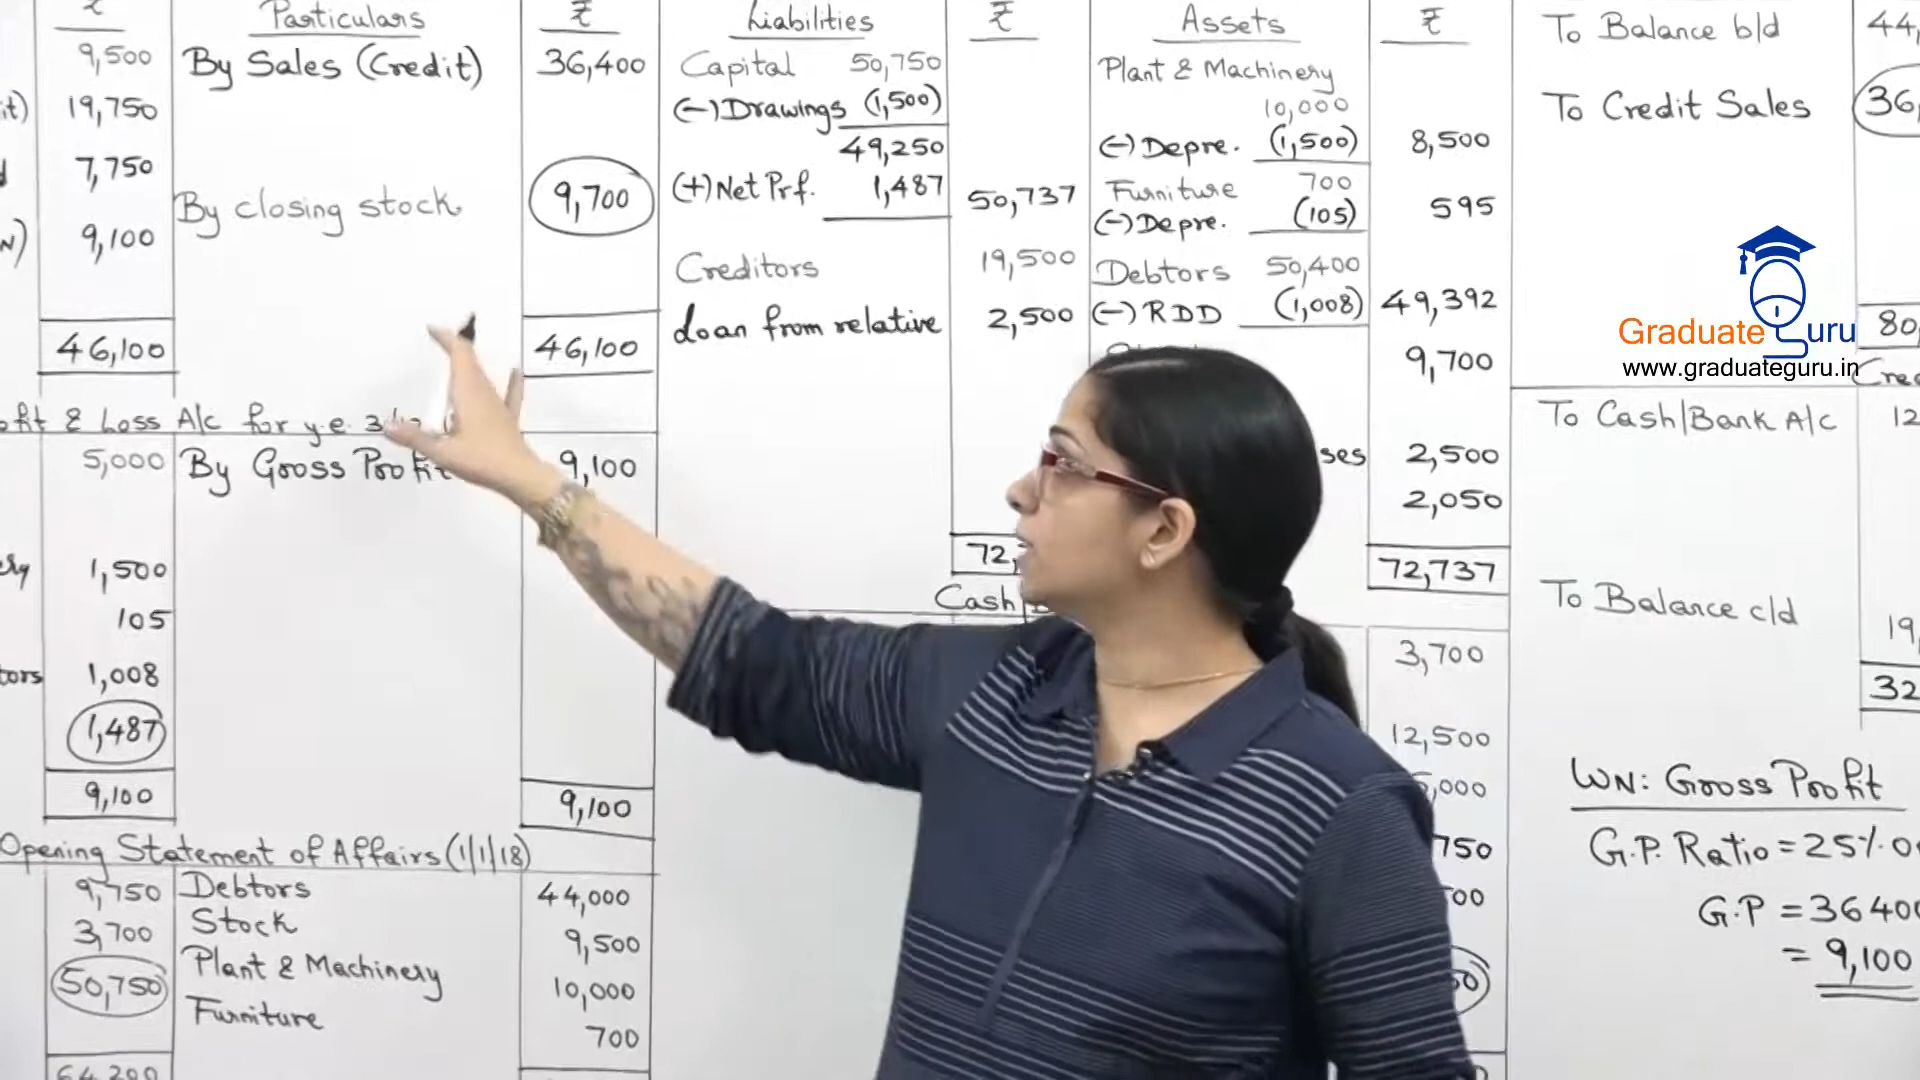 ₹ Particulars ₹
9,500 By Sales (Credit) 36,400
19,750
7,750
By closing stock 9,700
9,100
46,100 46,100
& Loss A/c for y.e.
5,000 By Gross Profit 9,100
1,500
105
1,008
1,487
9,100 9,100
Opening Statement of Affairs (1/1/18)
9,750 Debtors 44,000
3,700 Stock 9,500
50,750 Plant & Machinery 10,000
Furniture 700
64,200
Liabilities ₹ Assets ₹
Capital 50,750 Plant & Machinery
(-) Drawings (1,500) 10,000
49,250 (-) Depre. (1,500) 8,500
(+) Net Prf. 1,487 50,737 Furniture 700
(-) Depre. (105) 595
Creditors 19,500 Debtors 50,400
Loan from relative 2,500 (-) RDD (1,008) 49,392
9,700
2,500
2,050
72,737
Cash
3,700
12,500
To Balance b/d
To Credit Sales
Graduate Guru
www.graduateguru.in
To Cash/Bank A/c
To Balance c/d
WN: Gross Profit
G.P. Ratio = 25%
G.P = 36400
= 9,100